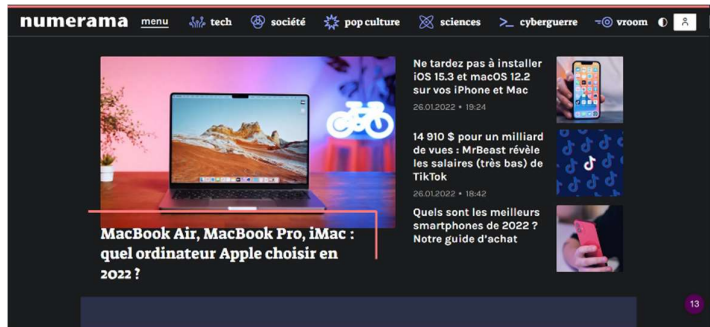 numerama menu tech société pop culture sciences >_ cyberguerre vroom
Ne tardez pas à installer
iOS 15.3 et macOS 12.2
sur vos iPhone et Mac
26.01.2022 • 19:24
14 910 $ pour un milliard
de vues : MrBeast révèle
les salaires (très bas) de
TikTok
26.01.2022 • 18:42
Quels sont les meilleurs
smartphones de 2022 ?
Notre guide d'achat
MacBook Air, MacBook Pro, iMac :
quel ordinateur Apple choisir en
2022 ?
13